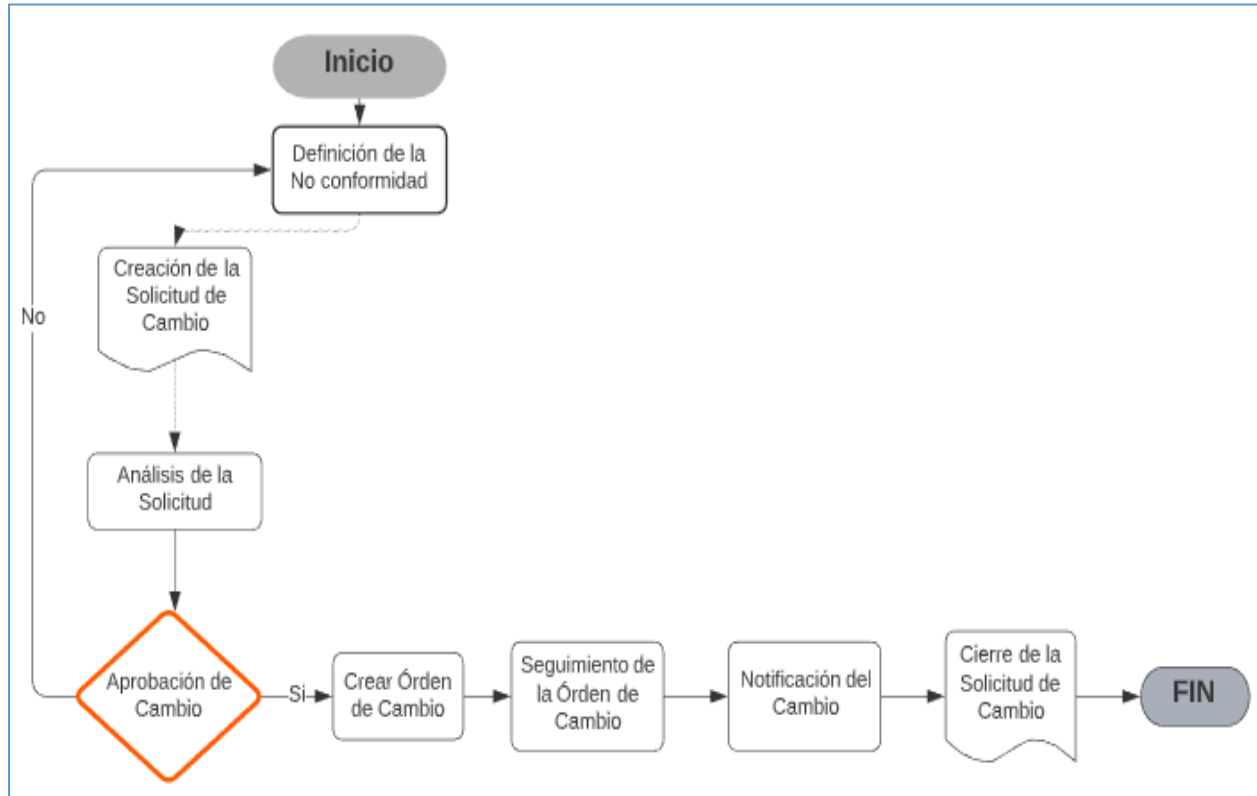 Inicio
Definición de la
No conformidad
Creación de la
Solicitud de
Cambio
No
Análisis de la
Solicitud
Aprobación de
Cambio
Si
Crear Órden
de Cambio
Seguimiento de
la Órden de
Cambio
Notificación del
Cambio
Cierre de la
Solicitud de
Cambio
FIN